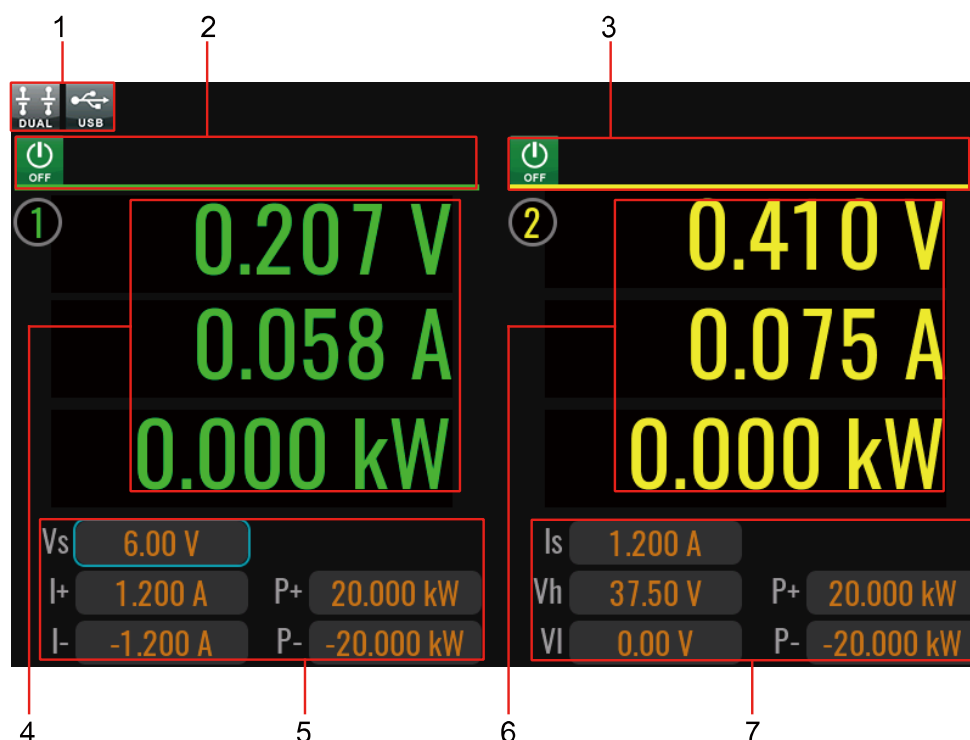 1 2 3
DUAL USB
OFF OFF
1 0.207 V 2 0.410 V
0.058 A 0.075 A
0.000 kW 0.000 kW
Vs 6.00 V Is 1.200 A
I+ 1.200 A P+ 20.000 kW Vh 37.50 V P+ 20.000 kW
I- -1.200 A P- -20.000 kW Vl 0.00 V P- -20.000 kW
4 5 6 7